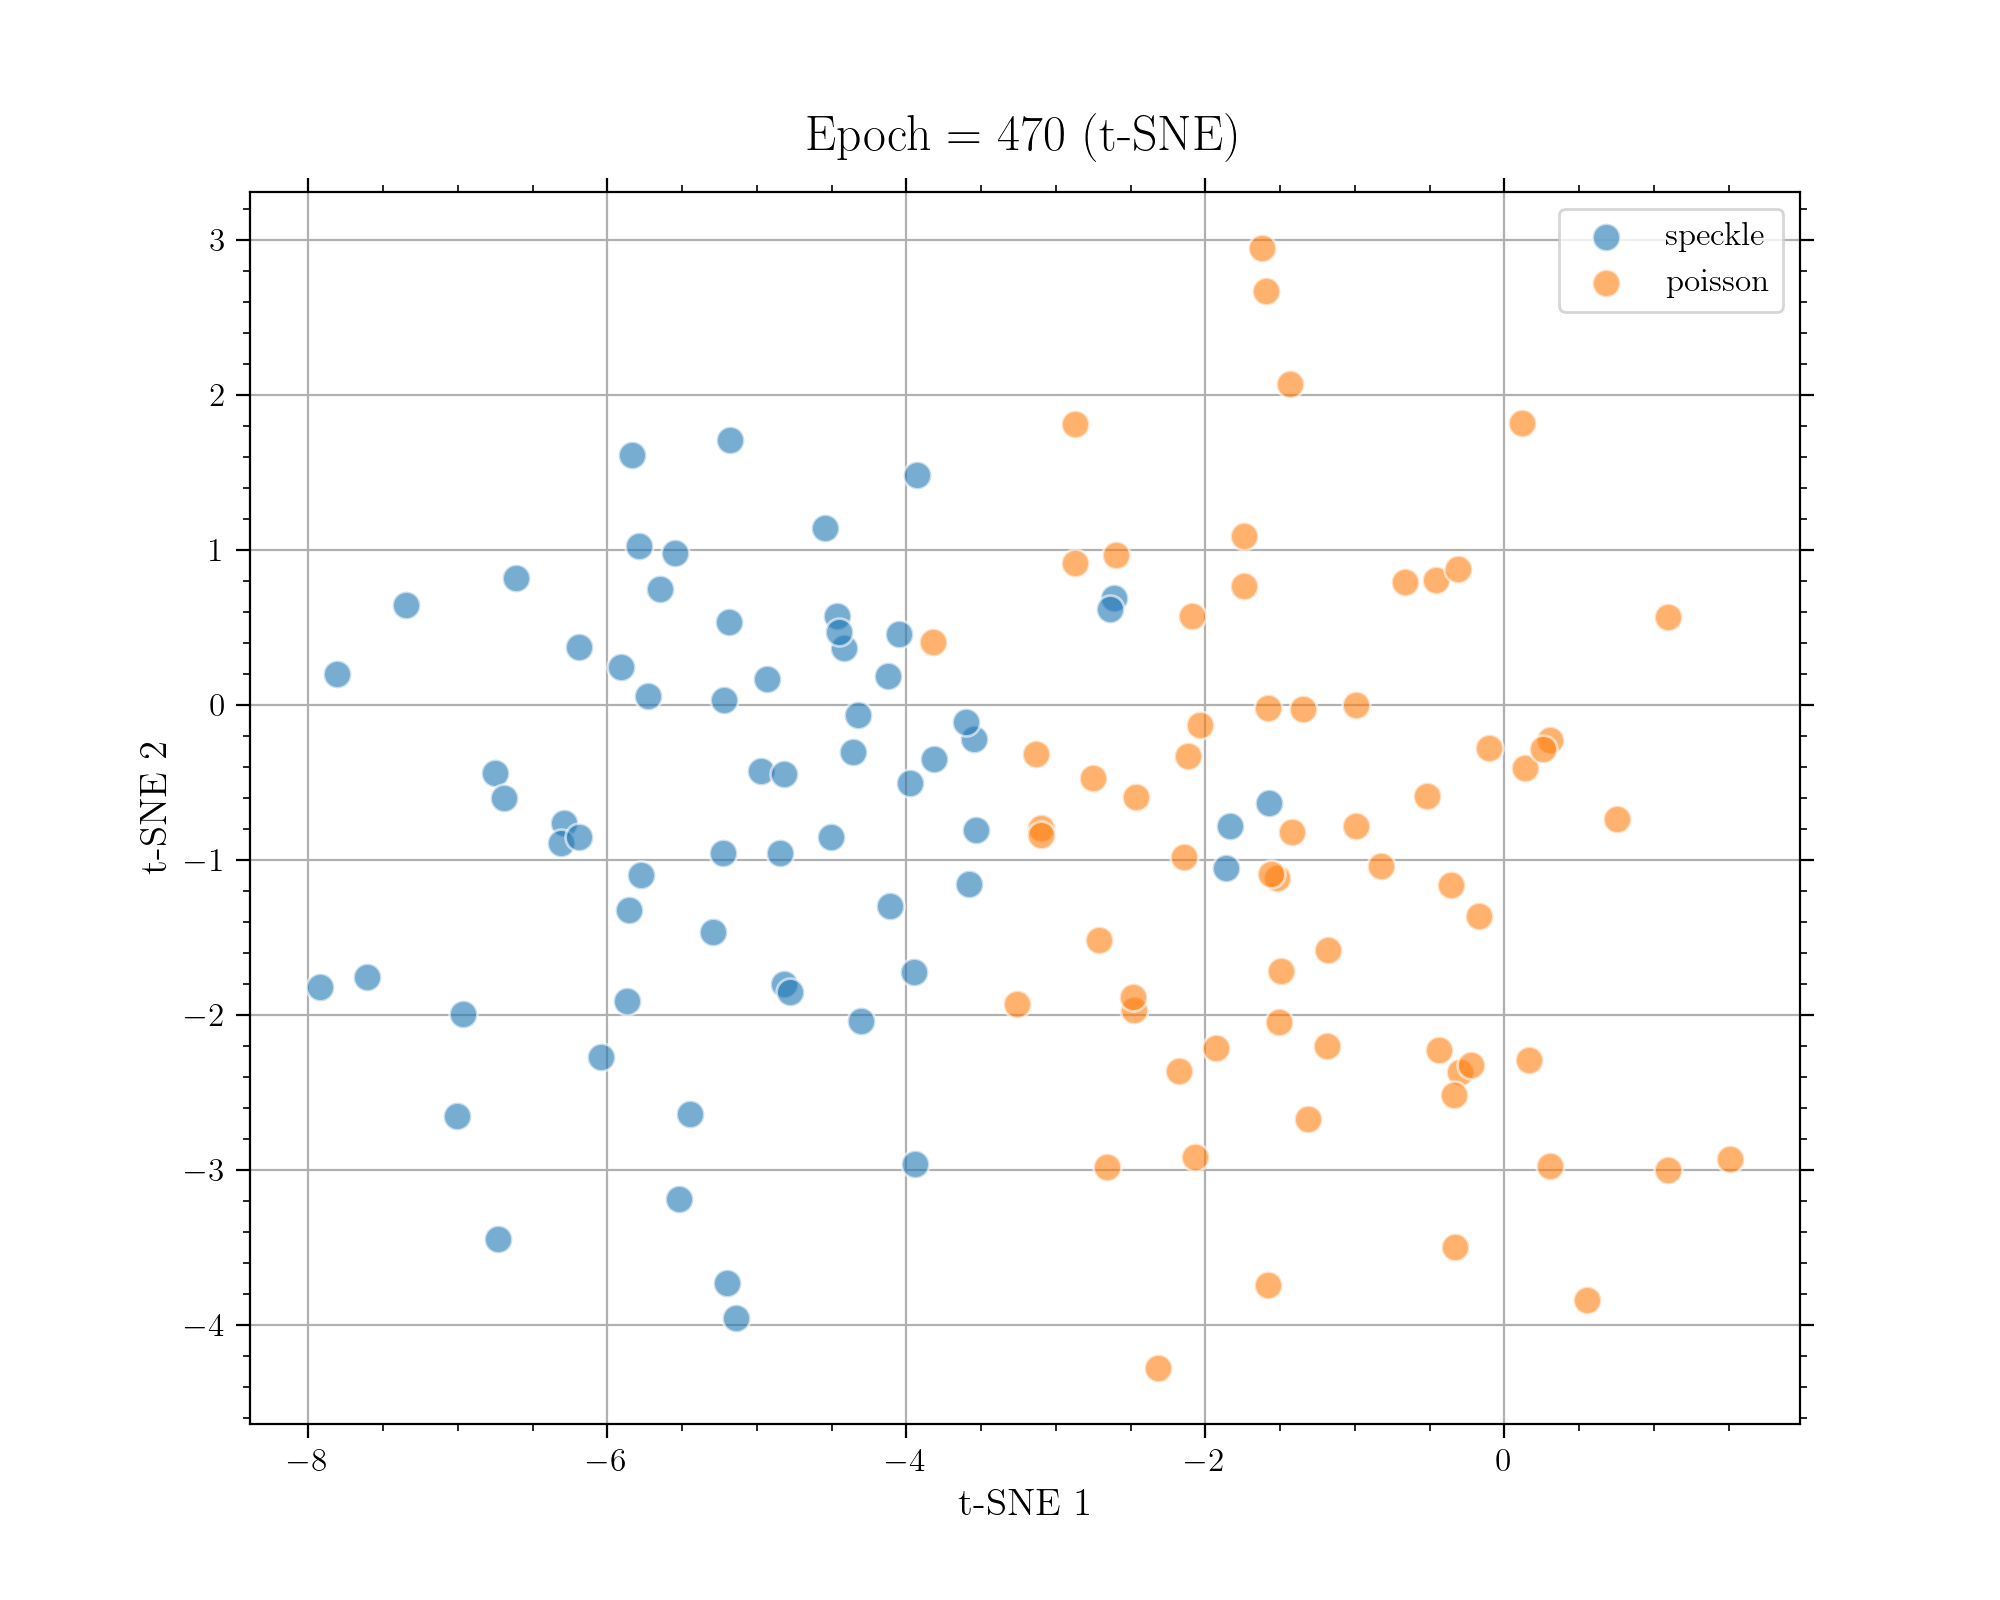 Epoch = 470 (t-SNE)
speckle
poisson
3
2
1
0
−1
−2
−3
−4
t-SNE 2
−8 −6 −4 −2 0
t-SNE 1